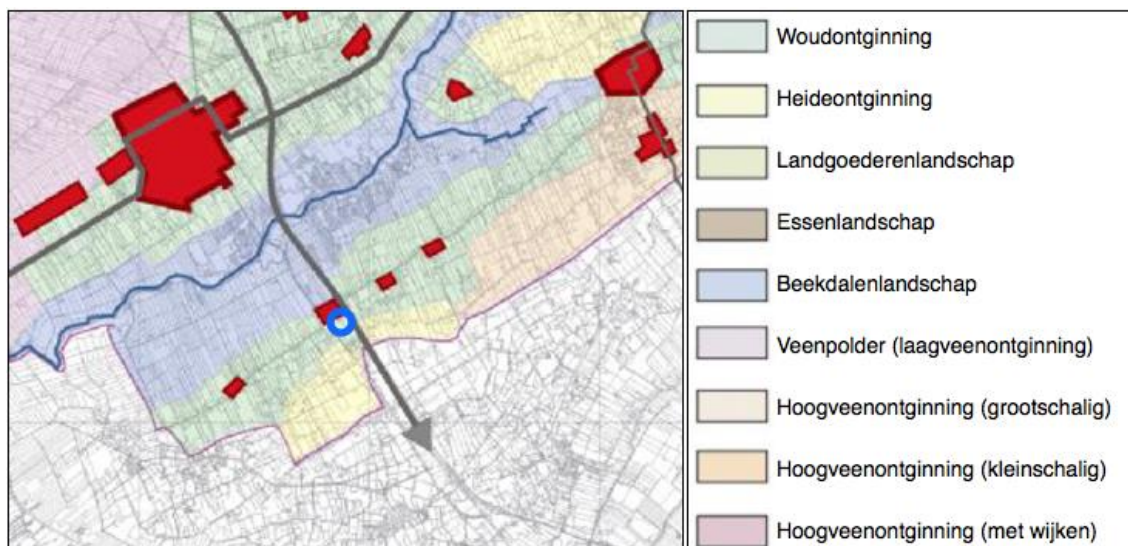 Woudontginning
Heideontginning
Landgoederenlandschap
Essenlandschap
Beekdalenlandschap
Veenpolder (laagveenontginning)
Hoogveenontginning (grootschalig)
Hoogveenontginning (kleinschalig)
Hoogveenontginning (met wijken)